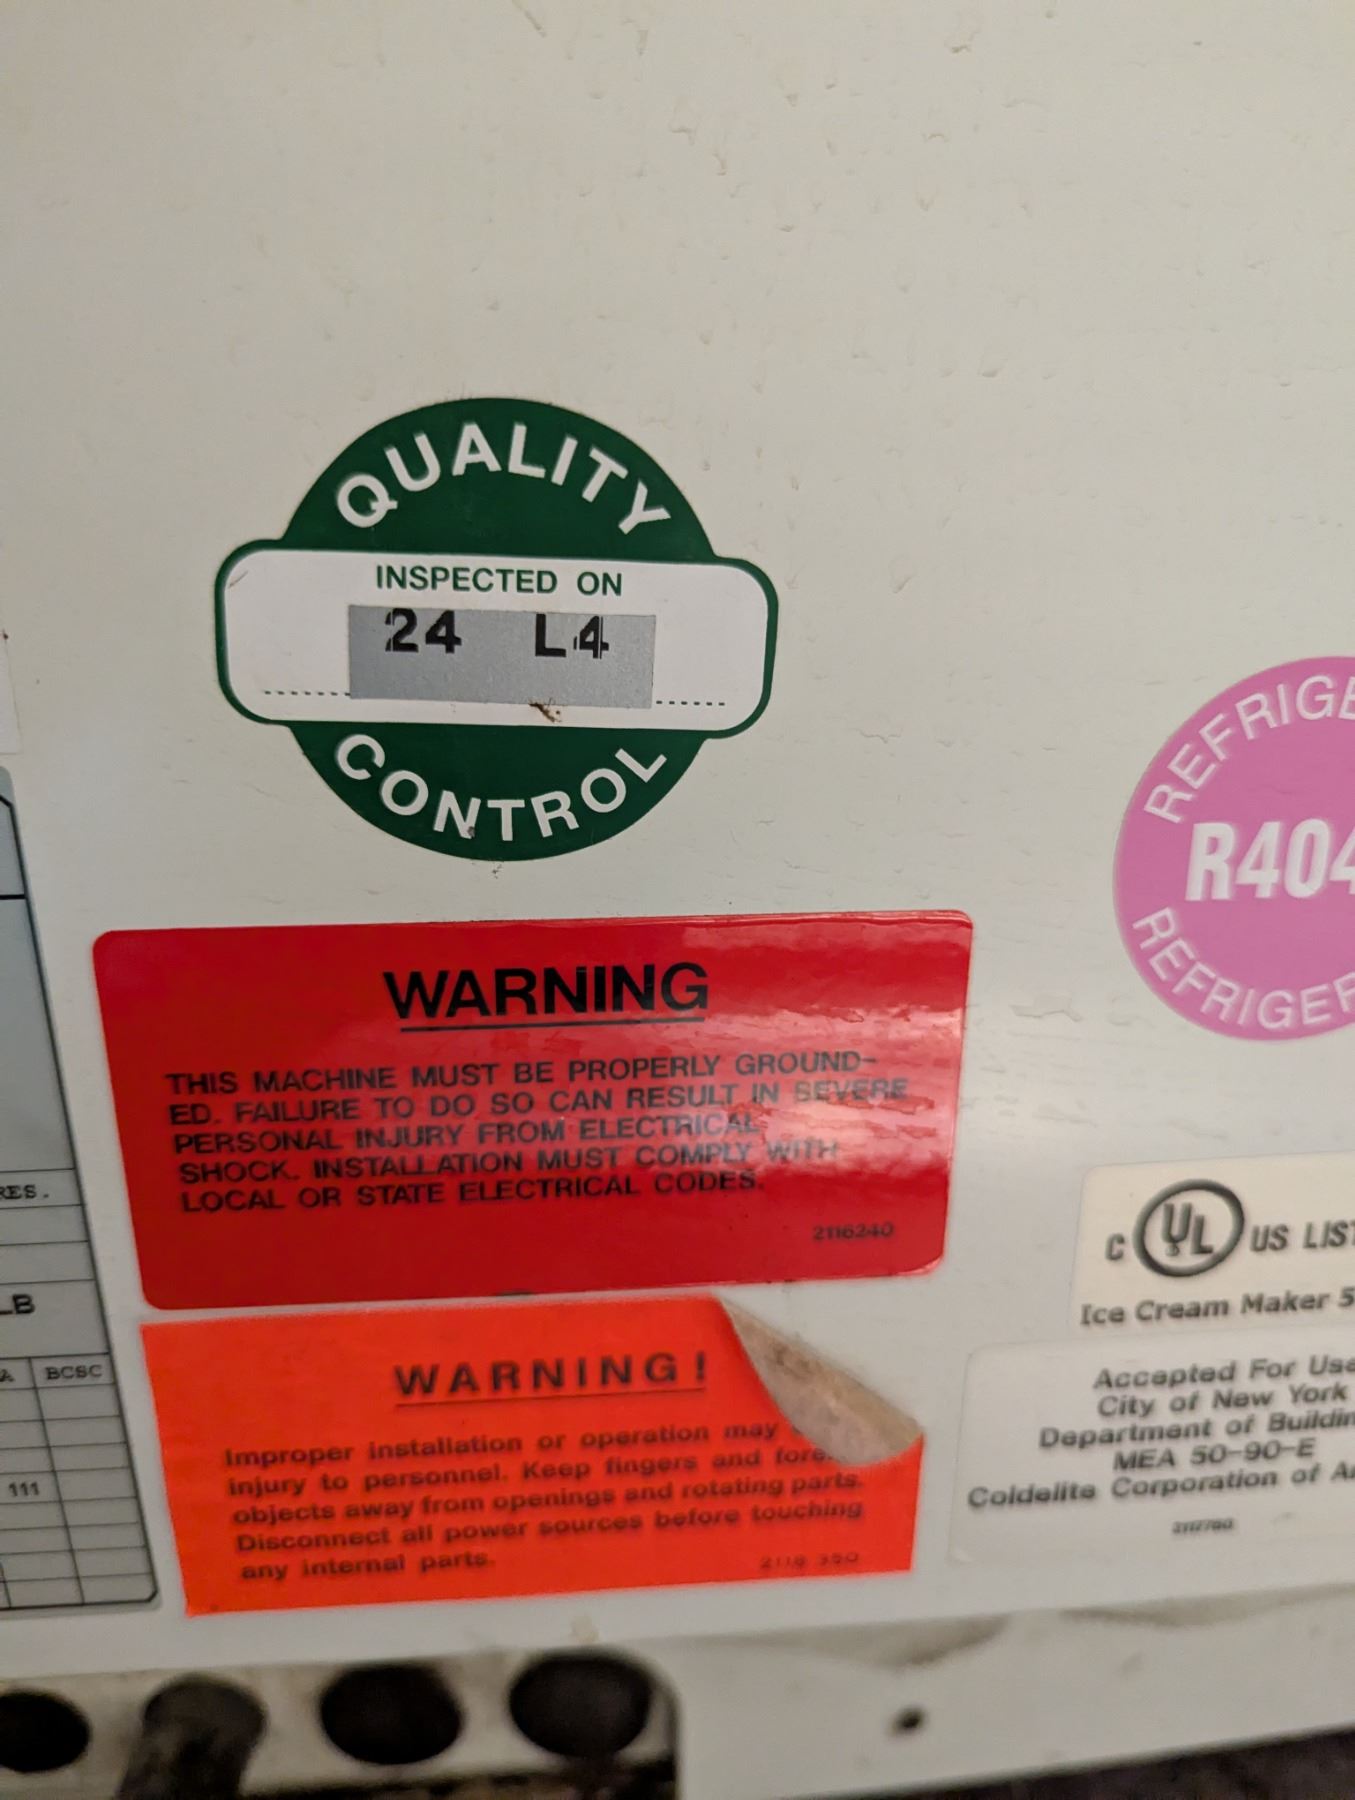 QUALITY
INSPECTED ON
24 L4
CONTROL
REFRIGE
R404
REFRIGER
WARNING
THIS MACHINE MUST BE PROPERLY GROUND-
ED. FAILURE TO DO SO CAN RESULT IN SEVERE
PERSONAL INJURY FROM ELECTRICAL
SHOCK. INSTALLATION MUST COMPLY WITH
LOCAL OR STATE ELECTRICAL CODES.
2116240
RES.
LB
BCSC
111
WARNING!
Improper installation or operation may
injury to personnel. Keep fingers and fore
objects away from openings and rotating parts.
Disconnect all power sources before touching
any internal parts.
C UL US LIST
Ice Cream Maker 5
Accepted For Use
City of New York
Department of Buildin
MEA 50-90-E
Coldelite Corporation of A